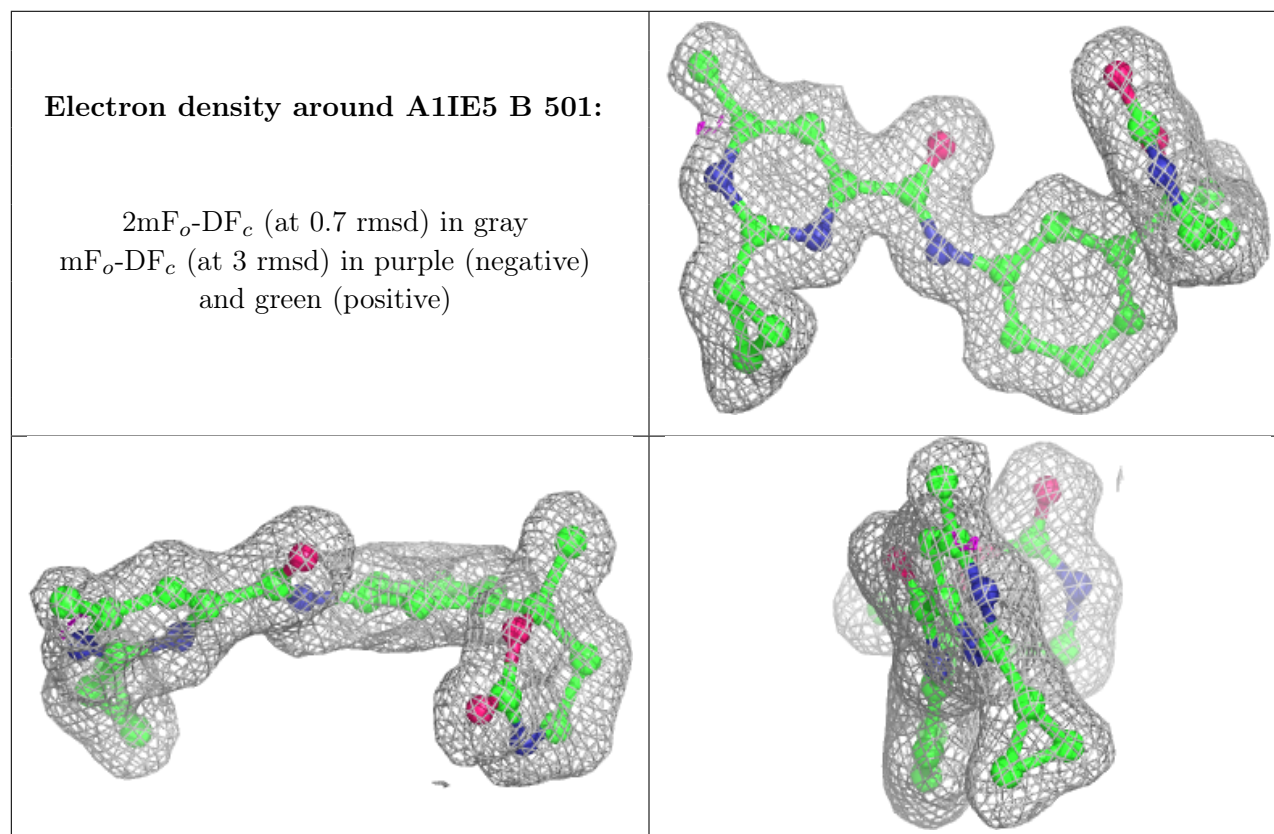 Electron density around A1IE5 B 501:
2mFₒ-DF𝒸 (at 0.7 rmsd) in gray
mFₒ-DF𝒸 (at 3 rmsd) in purple (negative)
and green (positive)